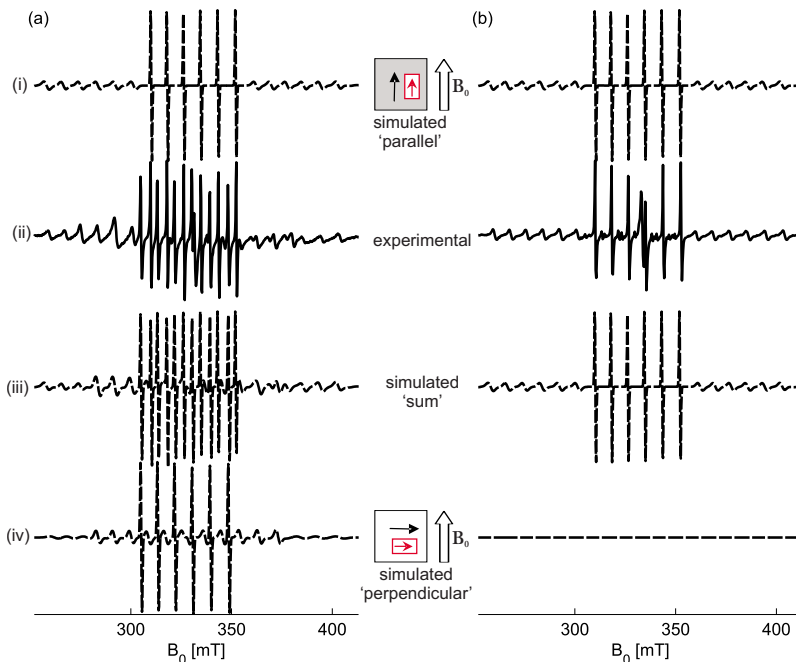 (a)
(b)
(i)
B₀
simulated
‘parallel’
(ii)
experimental
(iii)
simulated
‘sum’
(iv)
B₀
simulated
‘perpendicular’
300
350
400
300
350
400
B₀ [mT]
B₀ [mT]